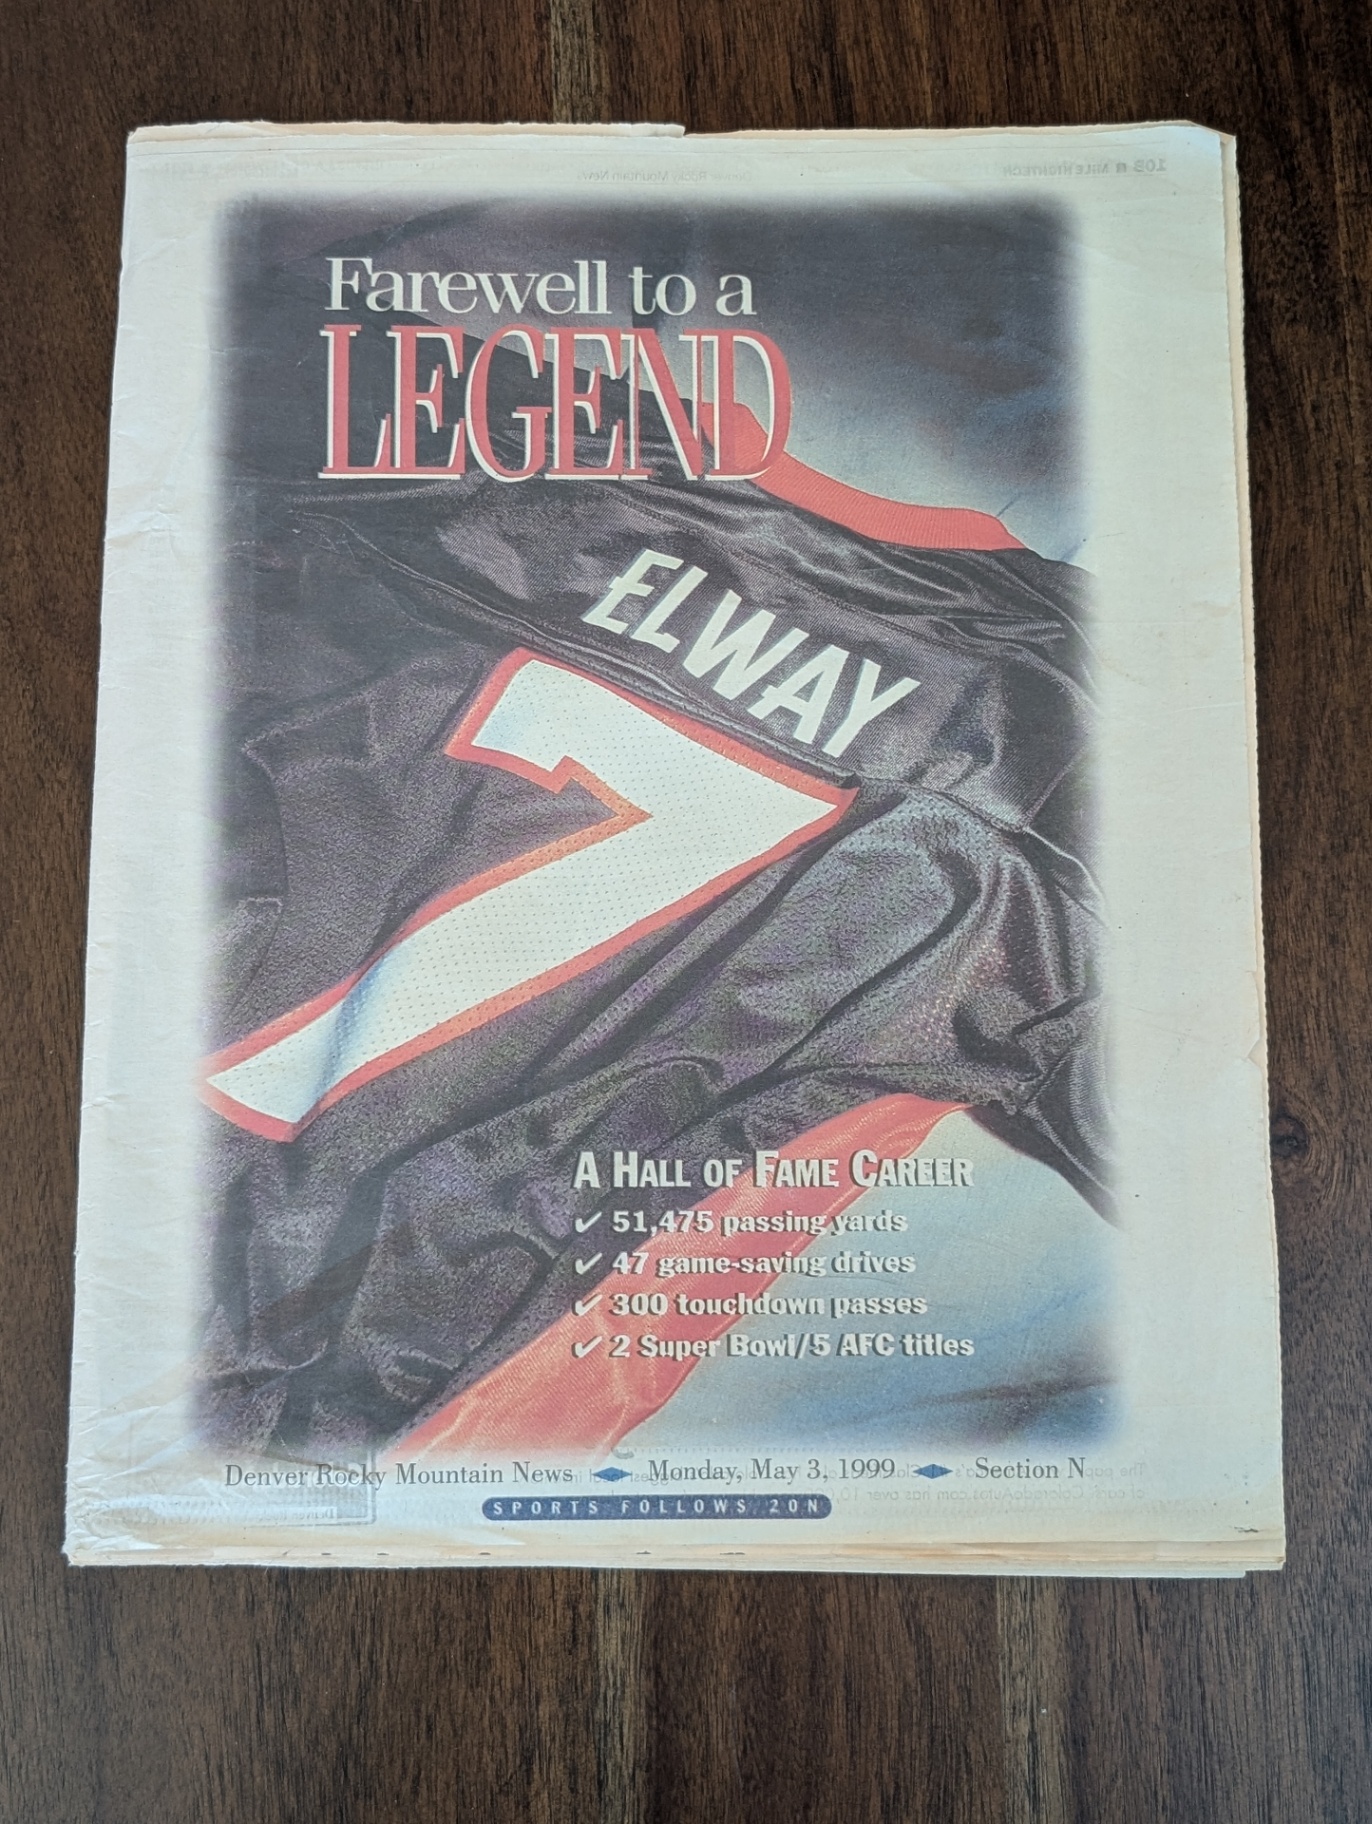 Farewell to a
LEGEND
ELWAY
7
A HALL OF FAME CAREER
✓ 51,475 passing yards
✓ 47 game-saving drives
✓ 300 touchdown passes
✓ 2 Super Bowl/5 AFC titles
Denver Rocky Mountain News ◆ Monday, May 3, 1999 ◆ Section N
SPORTS FOLLOWS/20N